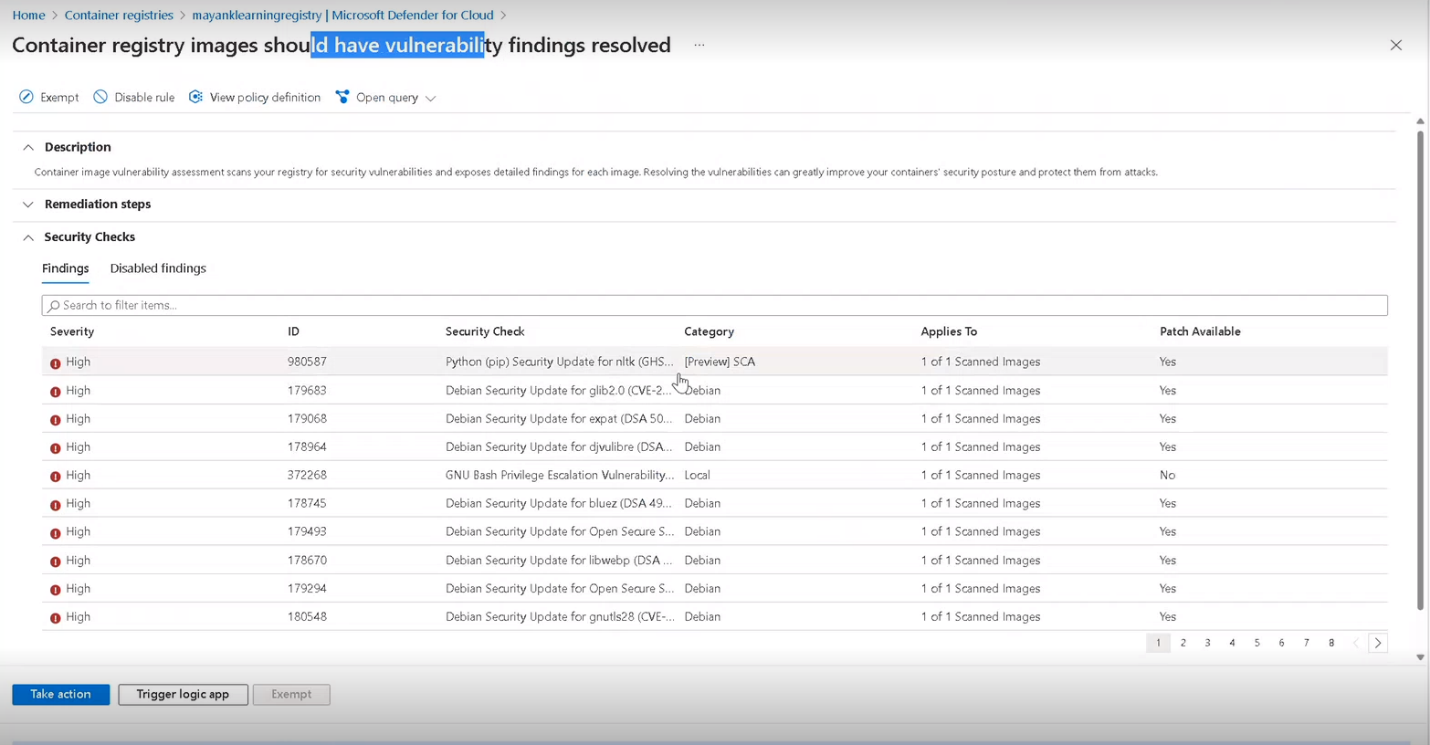 Home > Container registries > mayanklearningregistry | Microsoft Defender for Cloud >
Container registry images should have vulnerability findings resolved ...
Exempt Disable rule View policy definition Open query
Description
Container image vulnerability assessment scans your registry for security vulnerabilities and exposes detailed findings for each image. Resolving the vulnerabilities can greatly improve your containers' security posture and protect them from attacks.
Remediation steps
Security Checks
Findings Disabled findings
Search to filter items...
Severity ID Security Check Category Applies To Patch Available
High 980587 Python (pip) Security Update for nltk (GHS... [Preview] SCA 1 of 1 Scanned Images Yes
High 179683 Debian Security Update for glib2.0 (CVE-2... Debian 1 of 1 Scanned Images Yes
High 179068 Debian Security Update for expat (DSA 50... Debian 1 of 1 Scanned Images Yes
High 178964 Debian Security Update for djvulibre (DSA... Debian 1 of 1 Scanned Images Yes
High 372268 GNU Bash Privilege Escalation Vulnerability... Local 1 of 1 Scanned Images No
High 178745 Debian Security Update for bluez (DSA 49... Debian 1 of 1 Scanned Images Yes
High 179493 Debian Security Update for Open Secure S... Debian 1 of 1 Scanned Images Yes
High 178670 Debian Security Update for libwebp (DSA ... Debian 1 of 1 Scanned Images Yes
High 179294 Debian Security Update for Open Secure S... Debian 1 of 1 Scanned Images Yes
High 180548 Debian Security Update for gnutls28 (CVE-... Debian 1 of 1 Scanned Images Yes
1 2 3 4 5 6 7 8 < >
Take action Trigger logic app Exempt